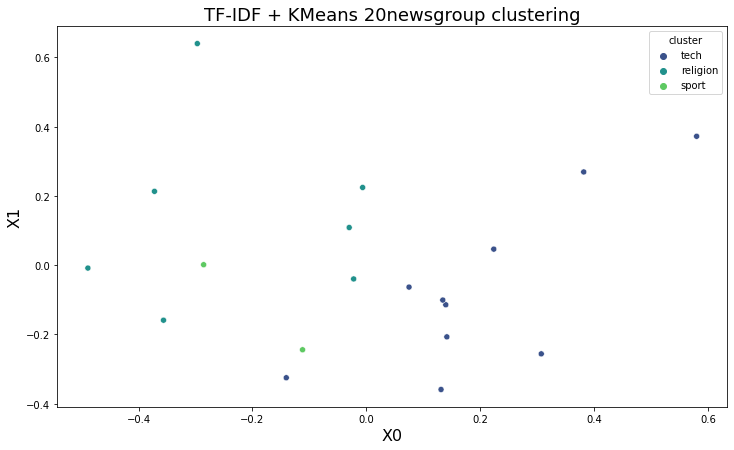 TF-IDF + KMeans 20newsgroup clustering
cluster
tech
religion
sport
0.6
0.4
0.2
0.0
−0.2
−0.4
X1
−0.4
−0.2
0.0
0.2
0.4
0.6
X0